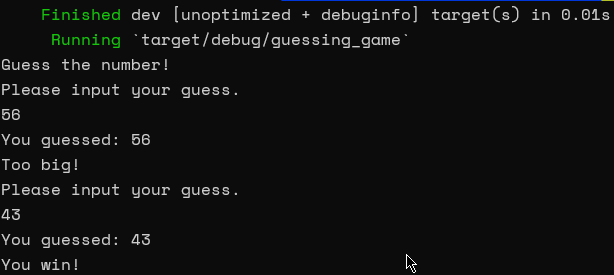 Finished dev [unoptimized + debuginfo] target(s) in 0.01s
Running `target/debug/guessing_game`
Guess the number!
Please input your guess.
56
You guessed: 56
Too big!
Please input your guess.
43
You guessed: 43
You win!